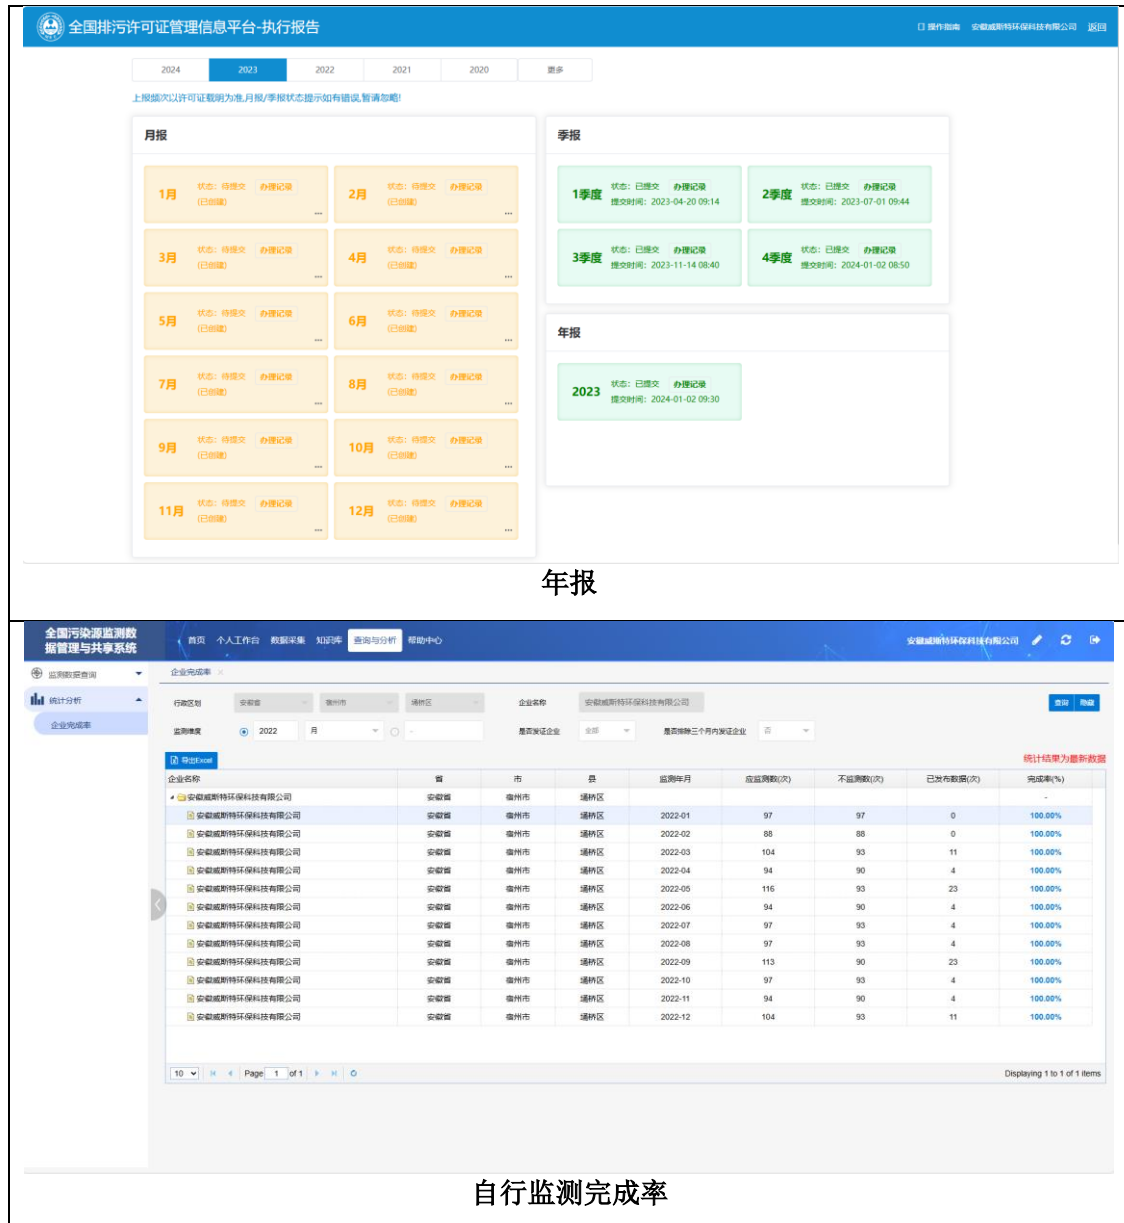 全国排污许可证管理信息平台-执行报告
操作指南 安徽威斯特环保科技有限公司 返回
2024 2023 2022 2021 2020 更多
上报频次以许可证载明为准,月报/季报状态提示如有错误,暂请忽略!
月报
1月 状态：待提交 办理记录 2月 状态：待提交 办理记录
(已创建) (已创建)
3月 状态：待提交 办理记录 4月 状态：待提交 办理记录
(已创建) (已创建)
5月 状态：待提交 办理记录 6月 状态：待提交 办理记录
(已创建) (已创建)
7月 状态：待提交 办理记录 8月 状态：待提交 办理记录
(已创建) (已创建)
9月 状态：待提交 办理记录 10月 状态：待提交 办理记录
(已创建) (已创建)
11月 状态：待提交 办理记录 12月 状态：待提交 办理记录
(已创建) (已创建)
季报
1季度 状态：已提交 办理记录 2季度 状态：已提交 办理记录
提交时间：2023-04-20 09:14 提交时间：2023-07-01 09:44
3季度 状态：已提交 办理记录 4季度 状态：已提交 办理记录
提交时间：2023-11-14 08:40 提交时间：2024-01-02 08:50
年报
2023 状态：已提交 办理记录
提交时间：2024-01-02 09:30
年报
全国污染源监测数
据管理与共享系统
首页 个人工作台 数据采集 知识库 查询与分析 帮助中心
安徽威斯特环保科技有限公司
监测数据查询
统计分析
企业完成率
企业完成率 ×
行政区划 安徽省 宿州市 埇桥区 企业名称 安徽威斯特环保科技有限公司 查询 隐藏
监测维度 2022 月 - 是否发证企业 全部 是否排除三个月内发证企业 否
导出Excel 统计结果为最新数据
企业名称 省 市 县 监测年月 应监测数(次) 不监测数(次) 已发布数据(次) 完成率(%)
安徽威斯特环保科技有限公司 安徽省 宿州市 埇桥区 -
安徽威斯特环保科技有限公司 安徽省 宿州市 埇桥区 2022-01 97 97 0 100.00%
安徽威斯特环保科技有限公司 安徽省 宿州市 埇桥区 2022-02 88 88 0 100.00%
安徽威斯特环保科技有限公司 安徽省 宿州市 埇桥区 2022-03 104 93 11 100.00%
安徽威斯特环保科技有限公司 安徽省 宿州市 埇桥区 2022-04 94 90 4 100.00%
安徽威斯特环保科技有限公司 安徽省 宿州市 埇桥区 2022-05 116 93 23 100.00%
安徽威斯特环保科技有限公司 安徽省 宿州市 埇桥区 2022-06 94 90 4 100.00%
安徽威斯特环保科技有限公司 安徽省 宿州市 埇桥区 2022-07 97 93 4 100.00%
安徽威斯特环保科技有限公司 安徽省 宿州市 埇桥区 2022-08 97 93 4 100.00%
安徽威斯特环保科技有限公司 安徽省 宿州市 埇桥区 2022-09 113 90 23 100.00%
安徽威斯特环保科技有限公司 安徽省 宿州市 埇桥区 2022-10 97 93 4 100.00%
安徽威斯特环保科技有限公司 安徽省 宿州市 埇桥区 2022-11 94 90 4 100.00%
安徽威斯特环保科技有限公司 安徽省 宿州市 埇桥区 2022-12 104 93 11 100.00%
10 Page 1 of 1 Displaying 1 to 1 of 1 items
自行监测完成率